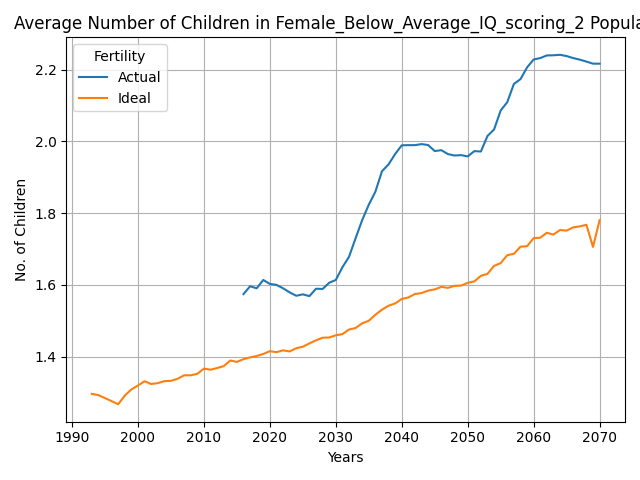 Average Number of Children in Female_Below_Average_IQ_scoring_2 Popula
Fertility
Actual
Ideal
2.2
2.0
1.8
1.6
1.4
No. of Children
1990 2000 2010 2020 2030 2040 2050 2060 2070
Years